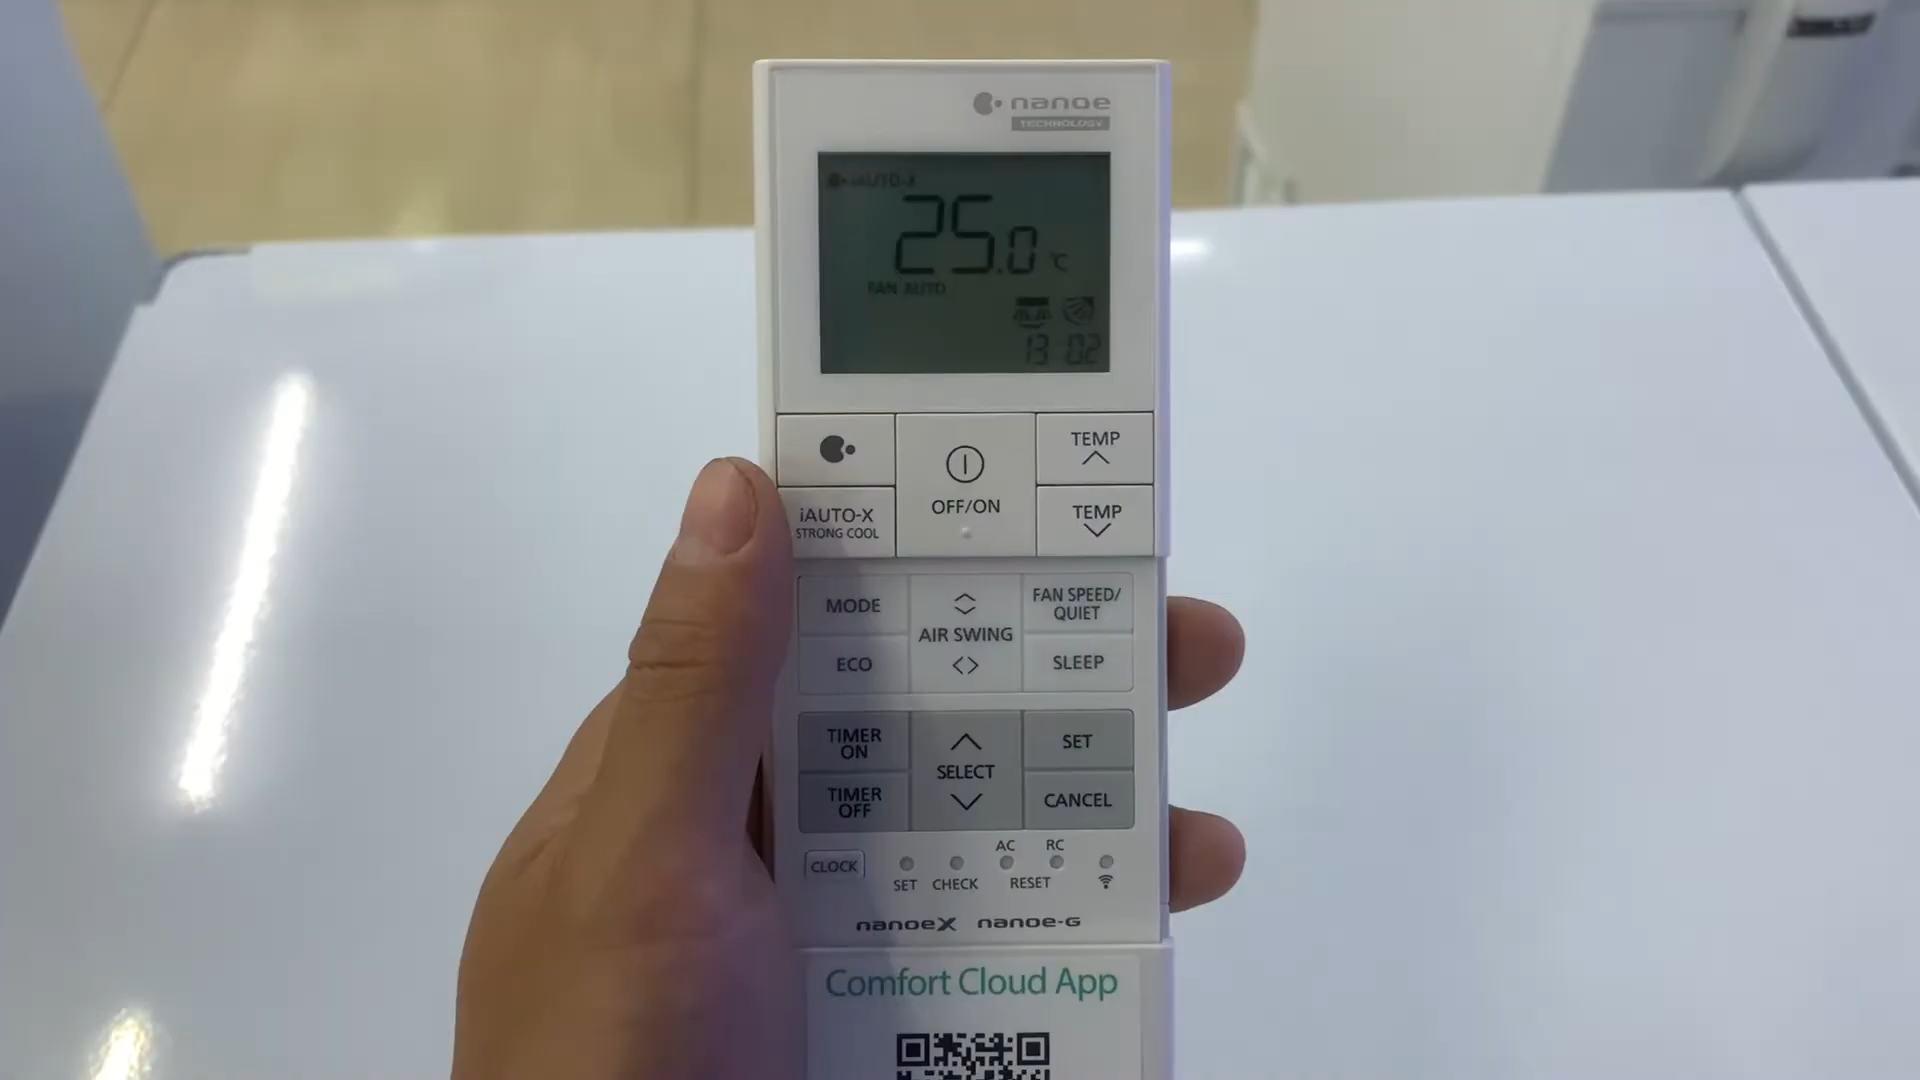 nanoe
TECHNOLOGY
iAUTO-X
25.0 °C
FAN AUTO
13 02
TEMP
OFF/ON
iAUTO-X
STRONG COOL
TEMP
MODE
AIR SWING
FAN SPEED/
QUIET
ECO
SLEEP
TIMER
ON
SELECT
SET
TIMER
OFF
CANCEL
AC RC
CLOCK
SET CHECK RESET
nanoeX nanoe-G
Comfort Cloud App